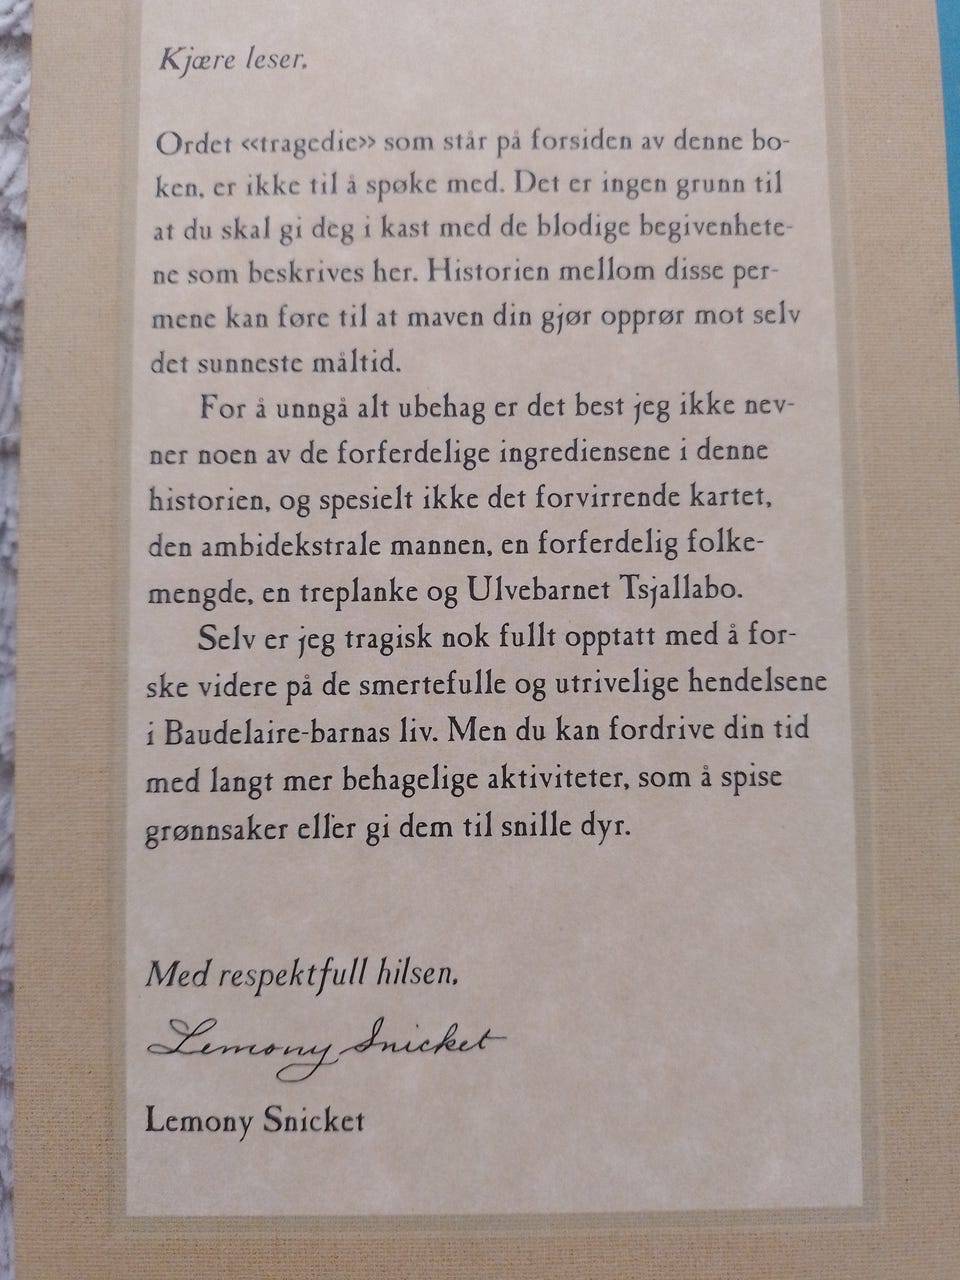 Kjære leser,
Ordet «tragedie» som står på forsiden av denne bo-
ken, er ikke til å spøke med. Det er ingen grunn til
at du skal gi deg i kast med de blodige begivenhete-
ne som beskrives her. Historien mellom disse per-
mene kan føre til at maven din gjør opprør mot selv
det sunneste måltid.
For å unngå alt ubehag er det best jeg ikke nev-
ner noen av de forferdelige ingrediensene i denne
historien, og spesielt ikke det forvirrende kartet,
den ambidekstrale mannen, en forferdelig folke-
mengde, en treplanke og Ulvebarnet Tsjallabo.
Selv er jeg tragisk nok fullt opptatt med å for-
ske videre på de smertefulle og utrivelige hendelsene
i Baudelaire-barnas liv. Men du kan fordrive din tid
med langt mer behagelige aktiviteter, som å spise
grønnsaker eller gi dem til snille dyr.
Med respektfull hilsen,
Lemony Snicket
Lemony Snicket